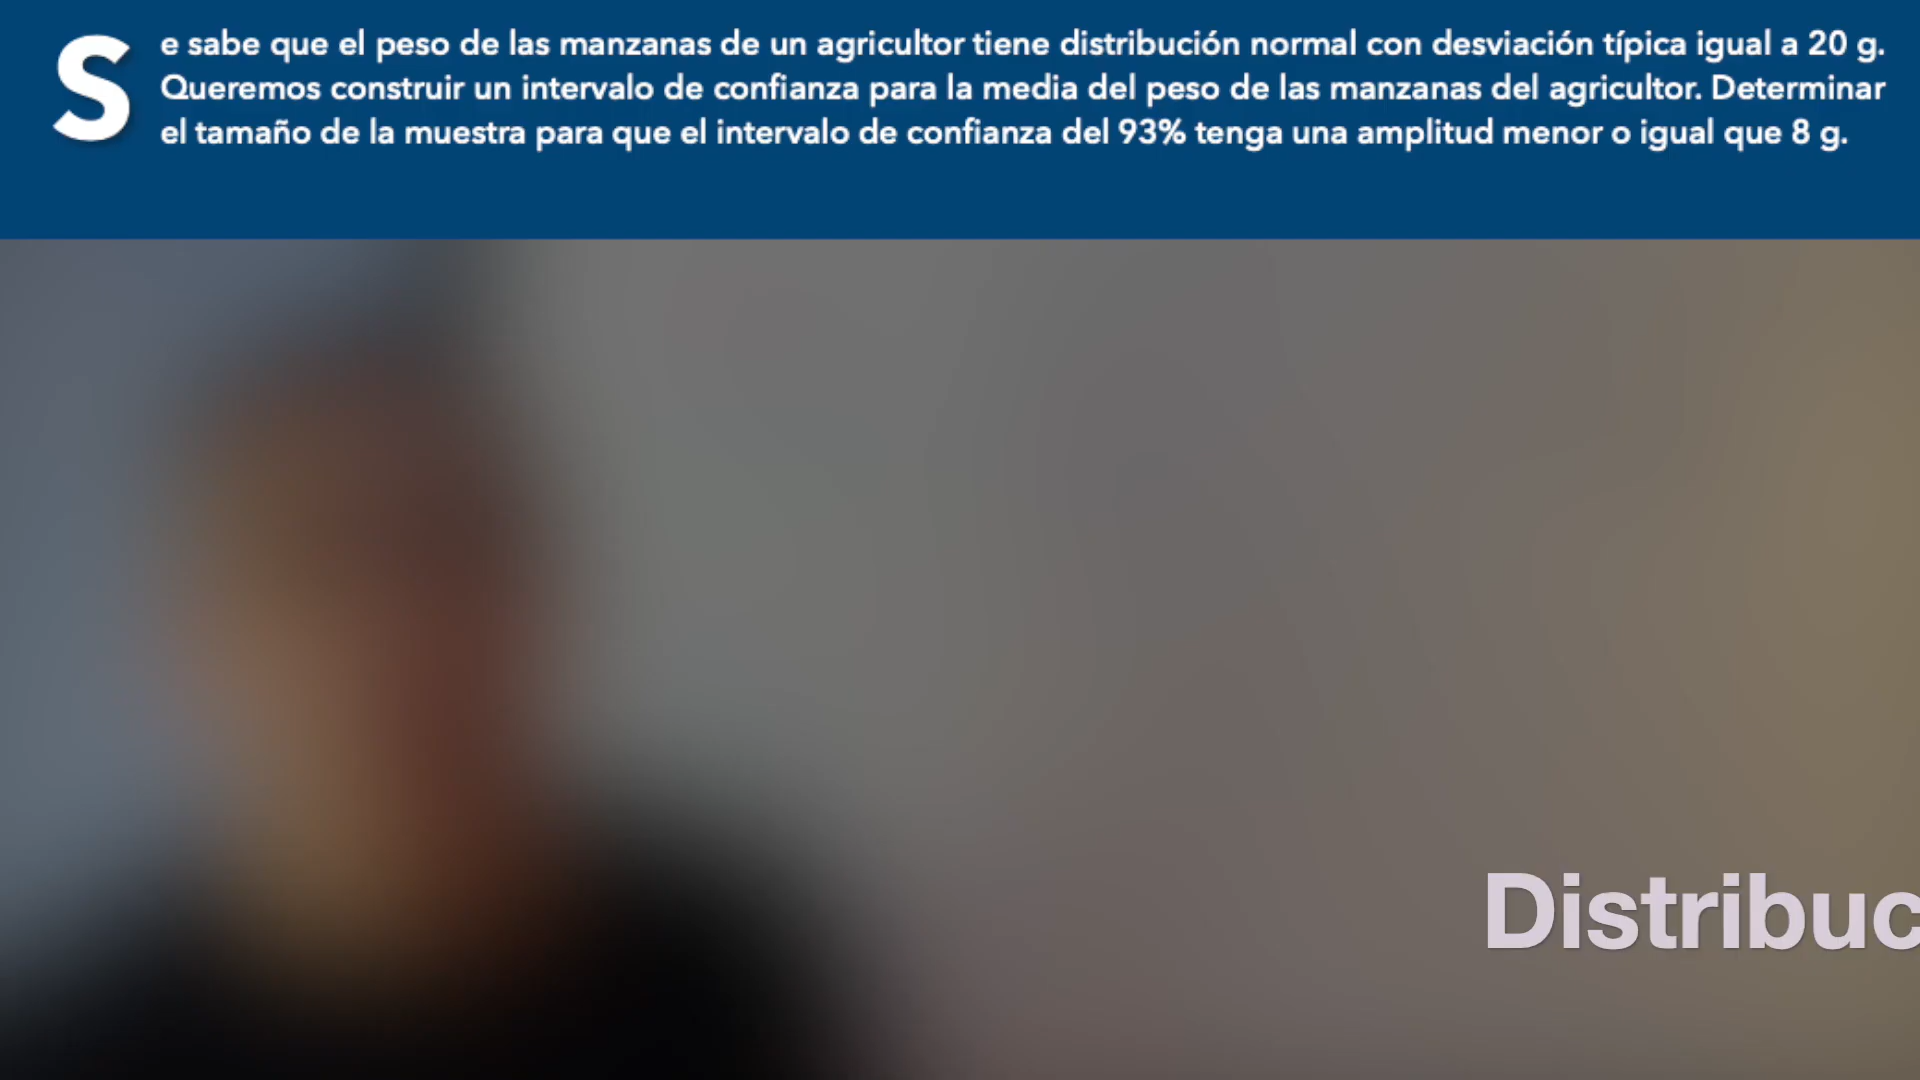 Se sabe que el peso de las manzanas de un agricultor tiene distribución normal con desviación típica igual a 20 g.
Queremos construir un intervalo de confianza para la media del peso de las manzanas del agricultor. Determinar
el tamaño de la muestra para que el intervalo de confianza del 93% tenga una amplitud menor o igual que 8 g.
Distribuc